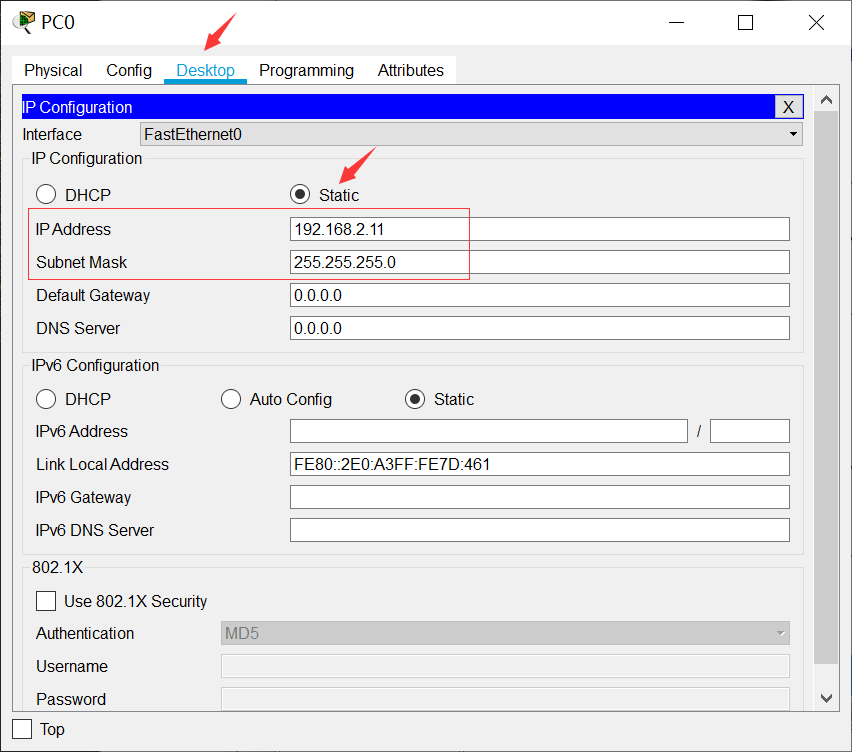 PC0
Physical Config Desktop Programming Attributes
IP Configuration X
Interface FastEthernet0
IP Configuration
DHCP Static
IP Address 192.168.2.11
Subnet Mask 255.255.255.0
Default Gateway 0.0.0.0
DNS Server 0.0.0.0
IPv6 Configuration
DHCP Auto Config Static
IPv6 Address /
Link Local Address FE80::2E0:A3FF:FE7D:461
IPv6 Gateway
IPv6 DNS Server
802.1X
Use 802.1X Security
Authentication MD5
Username
Password
Top